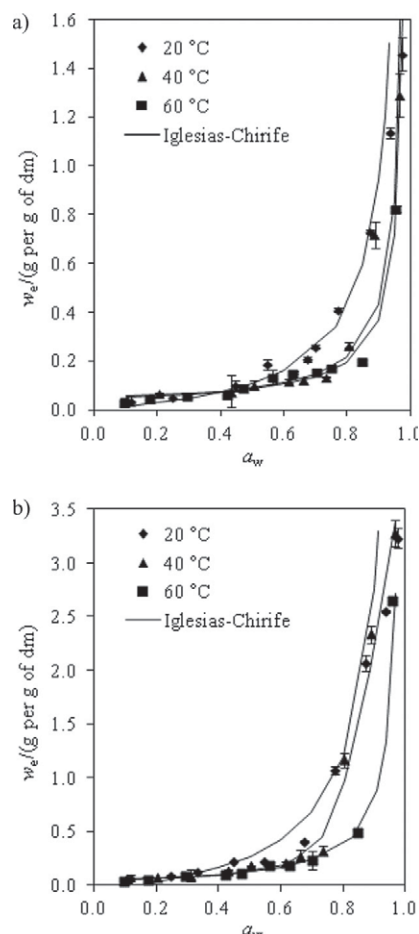 a)
1.6
1.4
1.2
1.0
0.8
0.6
0.4
0.2
0.0
20 °C
40 °C
60 °C
Iglesias-Chirife
wₑ/(g per g of dm)
0.0 0.2 0.4 0.6 0.8 1.0
a_w
b)
3.5
3.0
2.5
2.0
1.5
1.0
0.5
0.0
20 °C
40 °C
60 °C
Iglesias-Chirife
wₑ/(g per g of dm)
0.0 0.2 0.4 0.6 0.8 1.0